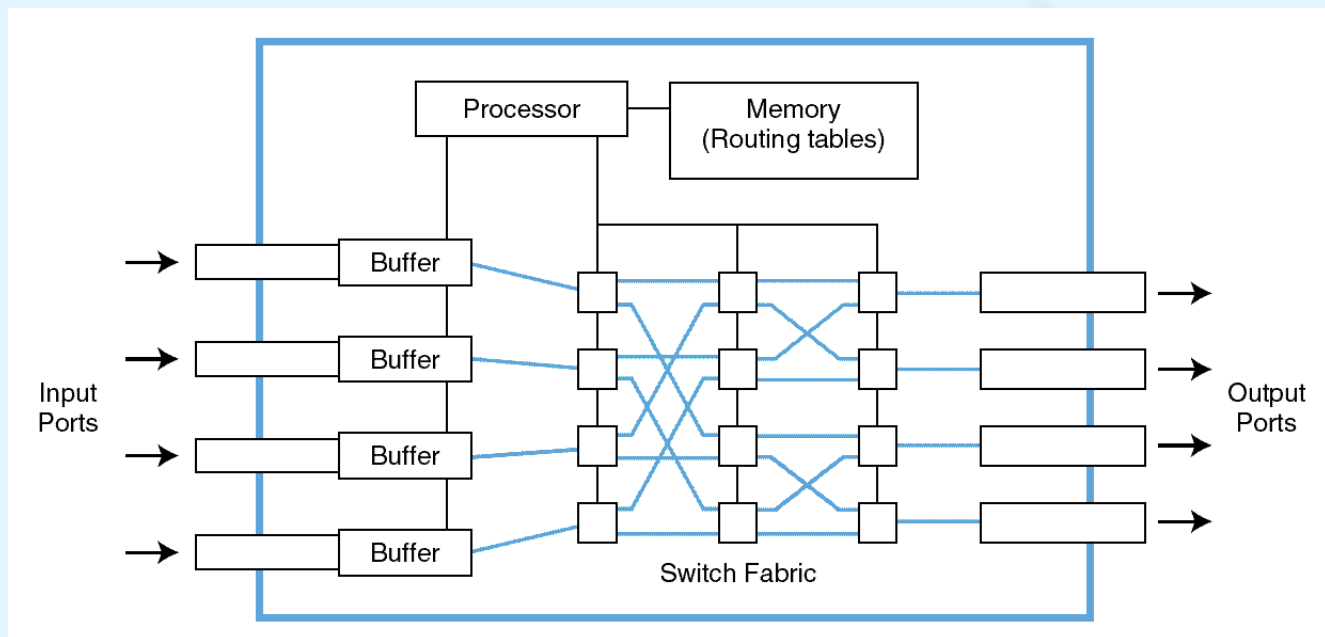 Processor
Memory
(Routing tables)
Buffer
Buffer
Buffer
Buffer
Input
Ports
Output
Ports
Switch Fabric